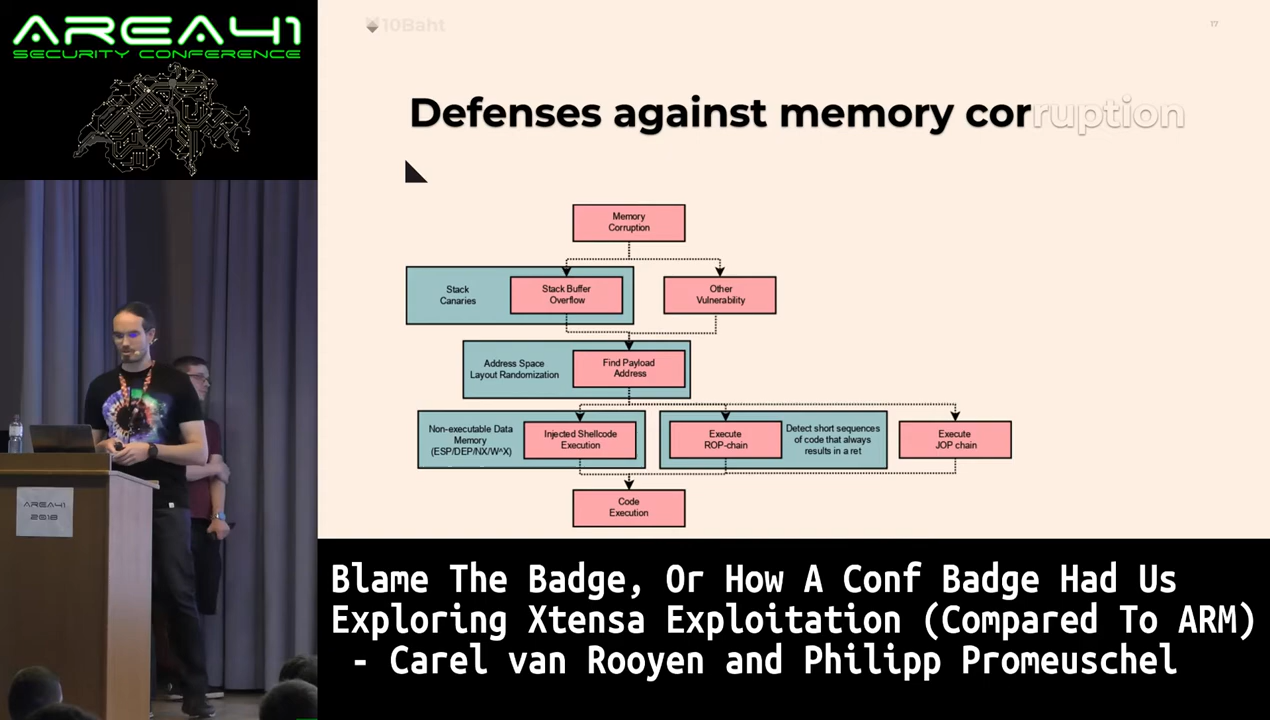 AREA41
SECURITY CONFERENCE
10Baht
17
Defenses against memory corruption
Memory
Corruption
Stack
Canaries
Stack Buffer
Overflow
Other
Vulnerability
Address Space
Layout Randomization
Find Payload
Address
Non-executable Data
Memory
(ESP/DEP/NX/W^X)
Injected Shellcode
Execution
Execute
ROP-chain
Detect short sequences
of code that always
results in a ret
Execute
JOP chain
Code
Execution
AREA41
2018
Blame The Badge, Or How A Conf Badge Had Us
Exploring Xtensa Exploitation (Compared To ARM)
- Carel van Rooyen and Philipp Promeuschel